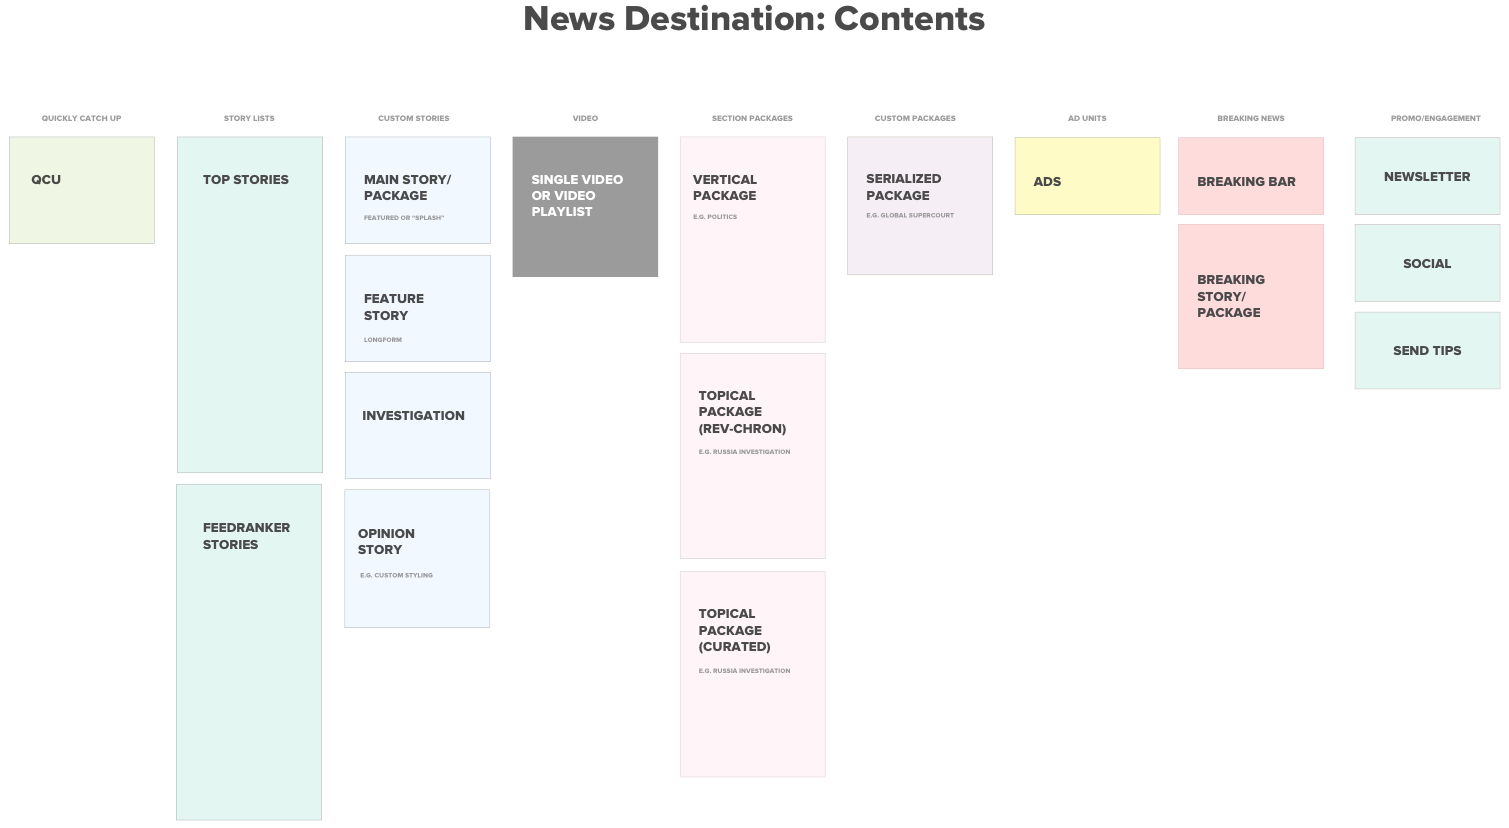 News Destination: Contents
QUICKLY CATCH UP
QCU
STORY LISTS
TOP STORIES
FEEDRANKER
STORIES
CUSTOM STORIES
MAIN STORY/
PACKAGE
FEATURED OR "SPLASH"
FEATURE
STORY
LONGFORM
INVESTIGATION
OPINION
STORY
E.G. CUSTOM STYLING
VIDEO
SINGLE VIDEO
OR VIDEO
PLAYLIST
SECTION PACKAGES
VERTICAL
PACKAGE
E.G. POLITICS
TOPICAL
PACKAGE
(REV-CHRON)
E.G. RUSSIA INVESTIGATION
TOPICAL
PACKAGE
(CURATED)
E.G. RUSSIA INVESTIGATION
CUSTOM PACKAGES
SERIALIZED
PACKAGE
E.G. GLOBAL SUPERCOURT
AD UNITS
ADS
BREAKING NEWS
BREAKING BAR
BREAKING
STORY/
PACKAGE
PROMO/ENGAGEMENT
NEWSLETTER
SOCIAL
SEND TIPS